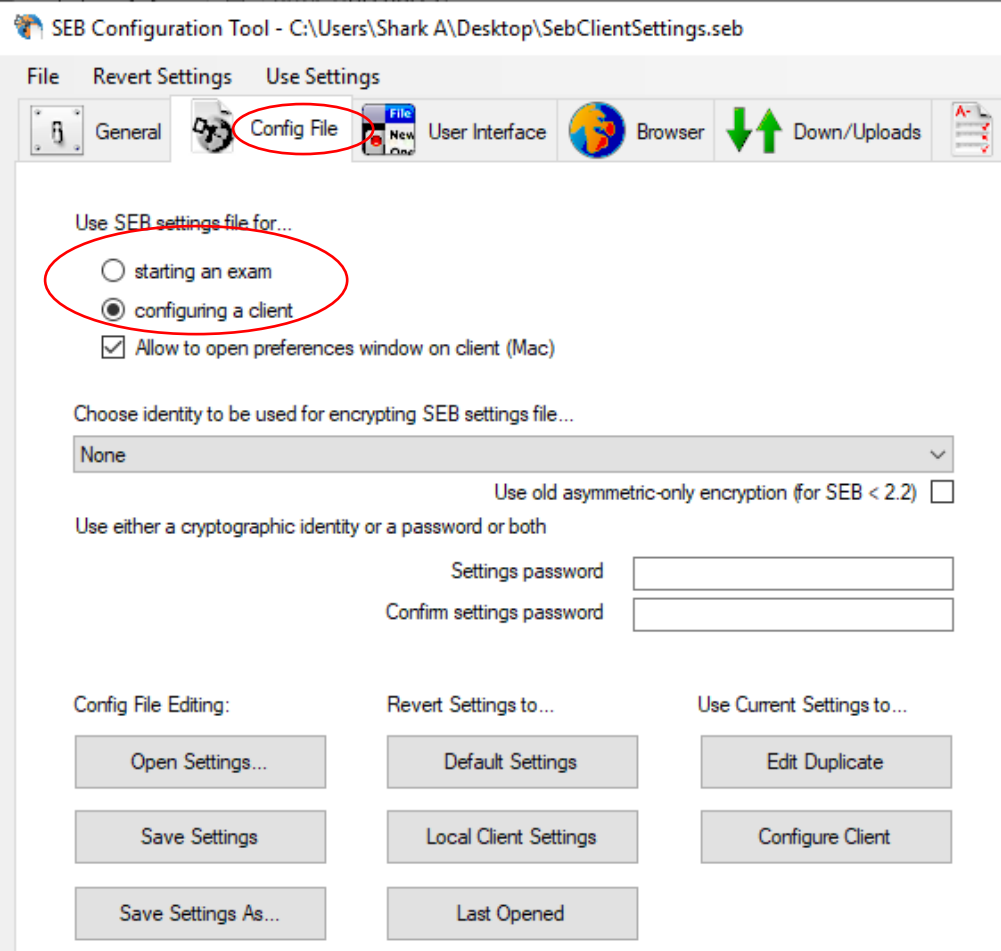 SEB Configuration Tool - C:\Users\Shark A\Desktop\SebClientSettings.seb
File Revert Settings Use Settings
General Config File User Interface Browser Down/Uploads
Use SEB settings file for...
starting an exam
configuring a client
Allow to open preferences window on client (Mac)
Choose identity to be used for encrypting SEB settings file...
None
Use old asymmetric-only encryption (for SEB < 2.2)
Use either a cryptographic identity or a password or both
Settings password
Confirm settings password
Config File Editing: Revert Settings to... Use Current Settings to...
Open Settings... Default Settings Edit Duplicate
Save Settings Local Client Settings Configure Client
Save Settings As... Last Opened